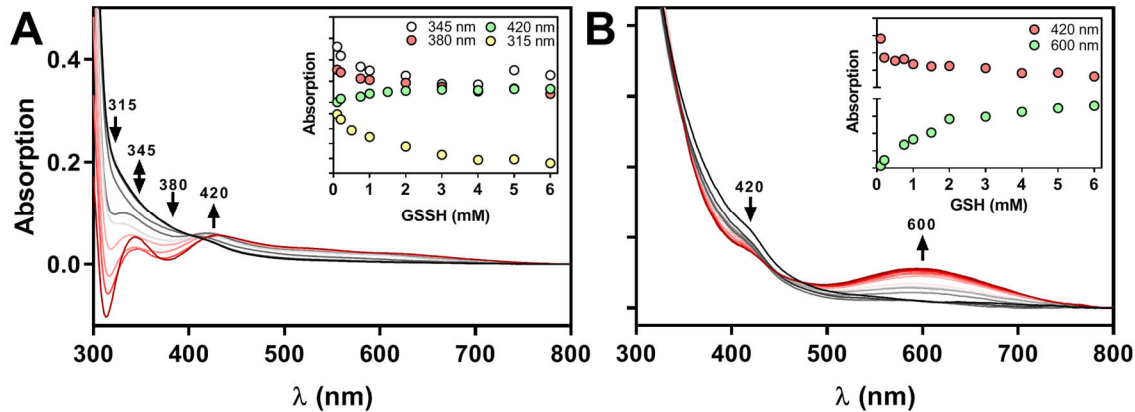 A
Absorption
0.4
0.2
0.0
315
345
380
420
300 400 500 600 700 800
λ (nm)
345 nm 420 nm
380 nm 315 nm
Absorption
0 1 2 3 4 5 6
GSSH (mM)
B
420
600
300 400 500 600 700 800
λ (nm)
420 nm
600 nm
Absorption
0 1 2 3 4 5 6
GSH (mM)